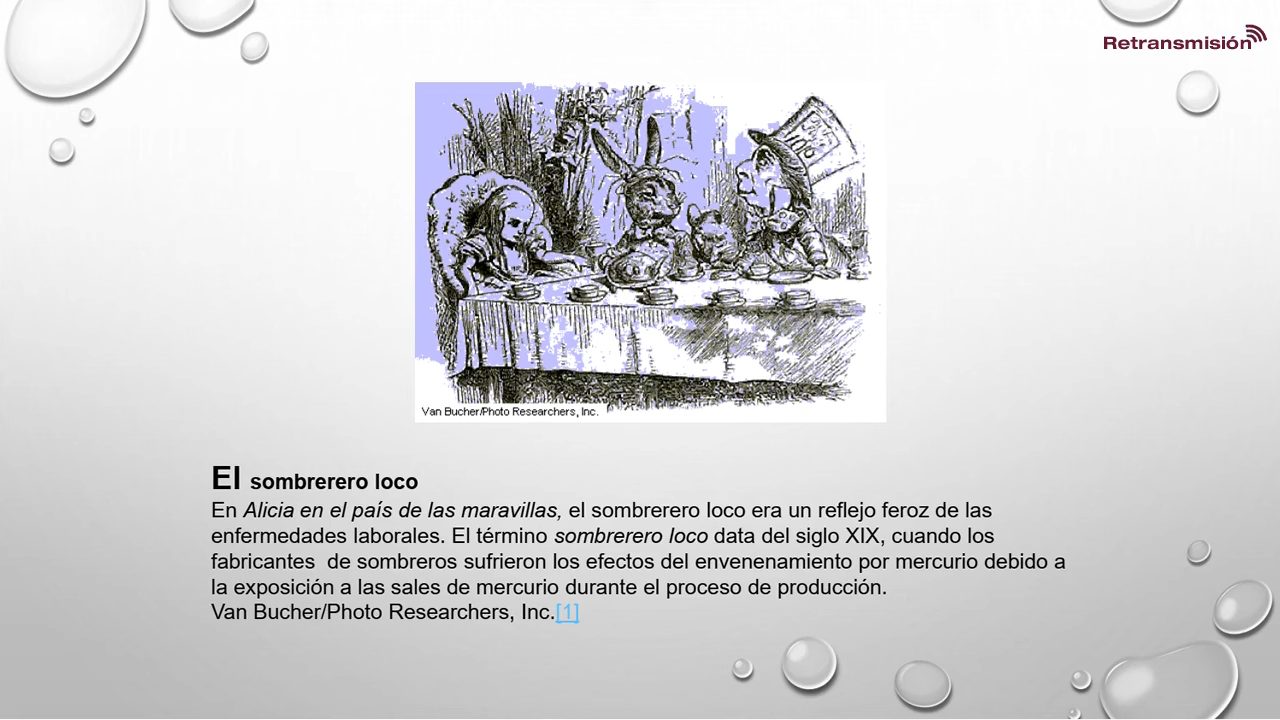 Retransmisión
Van Bucher/Photo Researchers, Inc.
El sombrerero loco
En Alicia en el país de las maravillas, el sombrerero loco era un reflejo feroz de las
enfermedades laborales. El término sombrerero loco data del siglo XIX, cuando los
fabricantes  de sombreros sufrieron los efectos del envenenamiento por mercurio debido a
la exposición a las sales de mercurio durante el proceso de producción.
Van Bucher/Photo Researchers, Inc.[1]